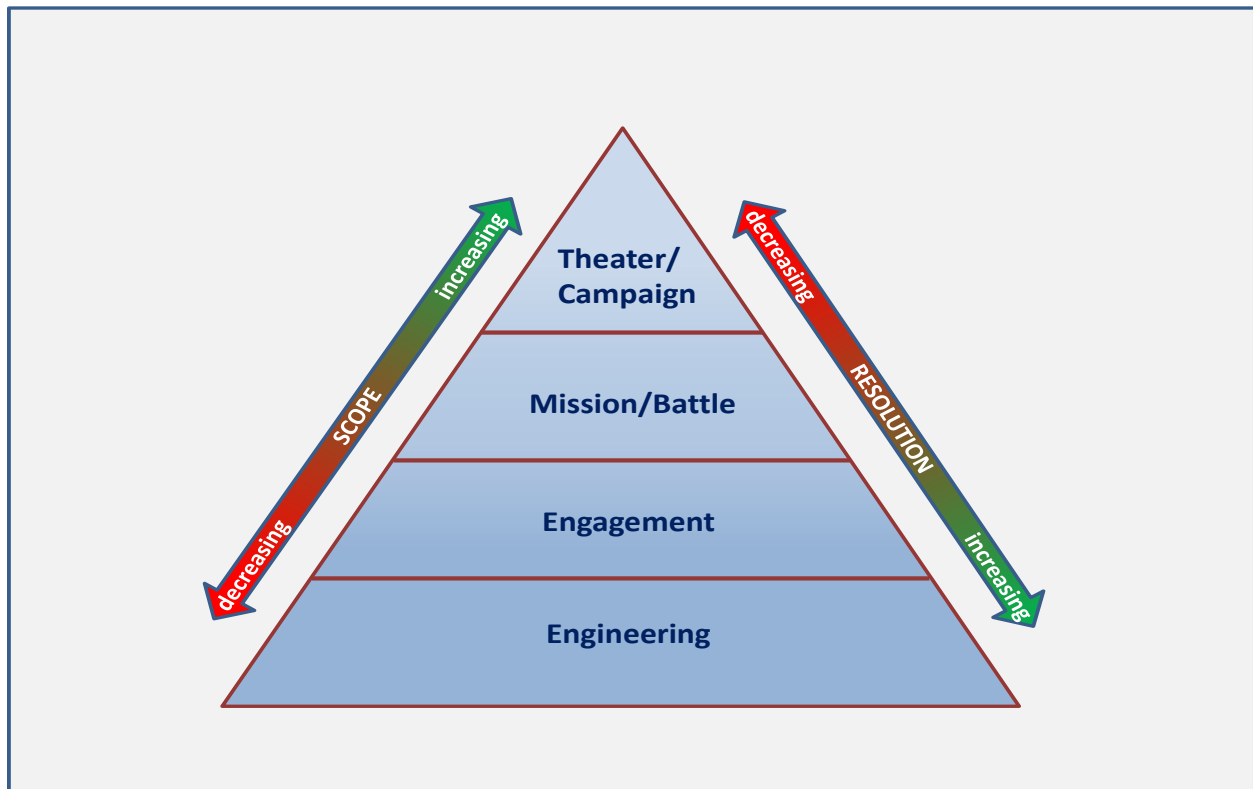 increasing
SCOPE
decreasing
decreasing
RESOLUTION
increasing
Theater/
Campaign
Mission/Battle
Engagement
Engineering